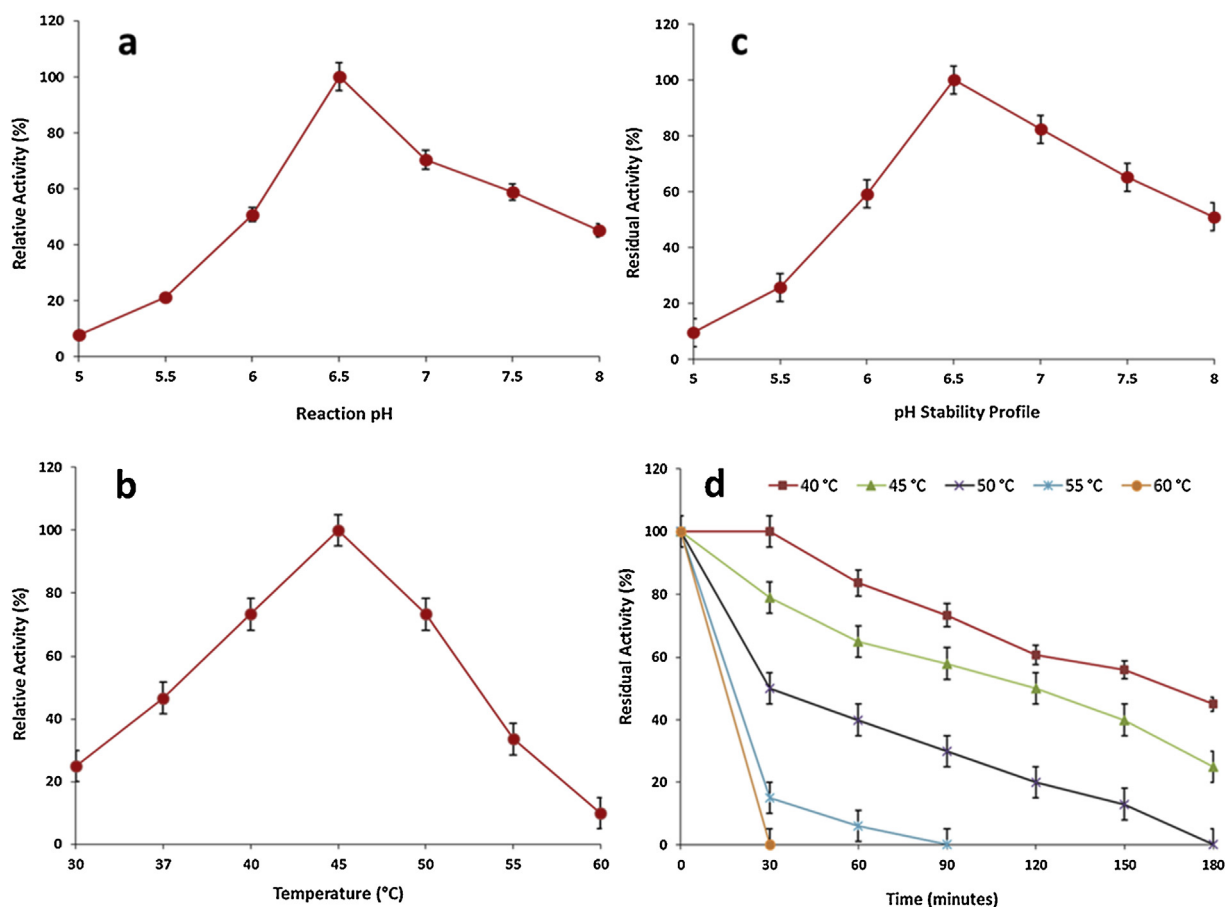 a
Relative Activity (%)
120
100
80
60
40
20
0
5 5.5 6 6.5 7 7.5 8
Reaction pH
c
Residual Activity (%)
120
100
80
60
40
20
0
5 5.5 6 6.5 7 7.5 8
pH Stability Profile
b
Relative Activity (%)
120
100
80
60
40
20
0
30 37 40 45 50 55 60
Temperature (°C)
d
40 °C 45 °C 50 °C 55 °C 60 °C
Residual Activity (%)
120
100
80
60
40
20
0
0 30 60 90 120 150 180
Time (minutes)